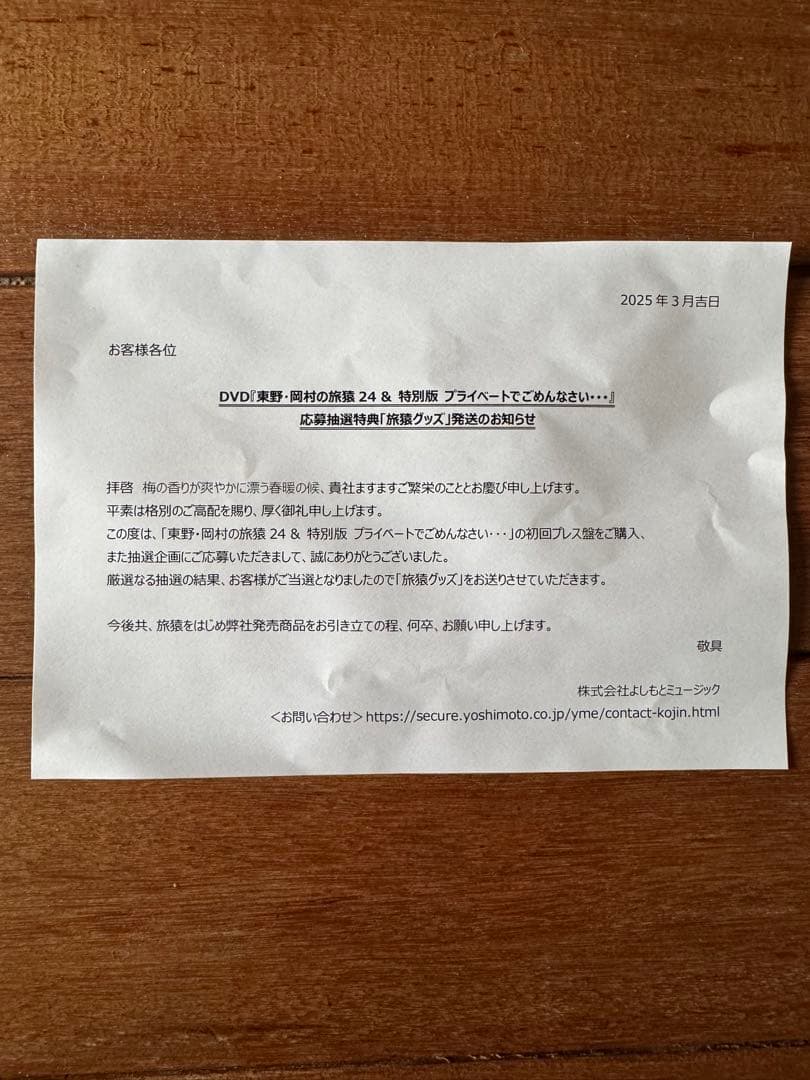 2025年3月吉日
お客様各位
DVD『東野・岡村の旅猿24 & 特別版 プライベートでごめんなさい・・・』
応募抽選特典「旅猿グッズ」発送のお知らせ
拝啓 梅の香りが爽やかに漂う春暖の候、貴社ますますご繁栄のこととお慶び申し上げます。
平素は格別のご高配を賜り、厚く御礼申し上げます。
この度は、「東野・岡村の旅猿24 & 特別版 プライベートでごめんなさい・・・」の初回プレス盤をご購入、
また抽選企画にご応募いただきまして、誠にありがとうございました。
厳選なる抽選の結果、お客様がご当選となりましたので「旅猿グッズ」をお送りさせていただきます。
今後共、旅猿をはじめ弊社発売商品をお引き立ての程、何卒、お願い申し上げます。
敬具
株式会社よしもとミュージック
＜お問い合わせ＞https://secure.yoshimoto.co.jp/yme/contact-kojin.html